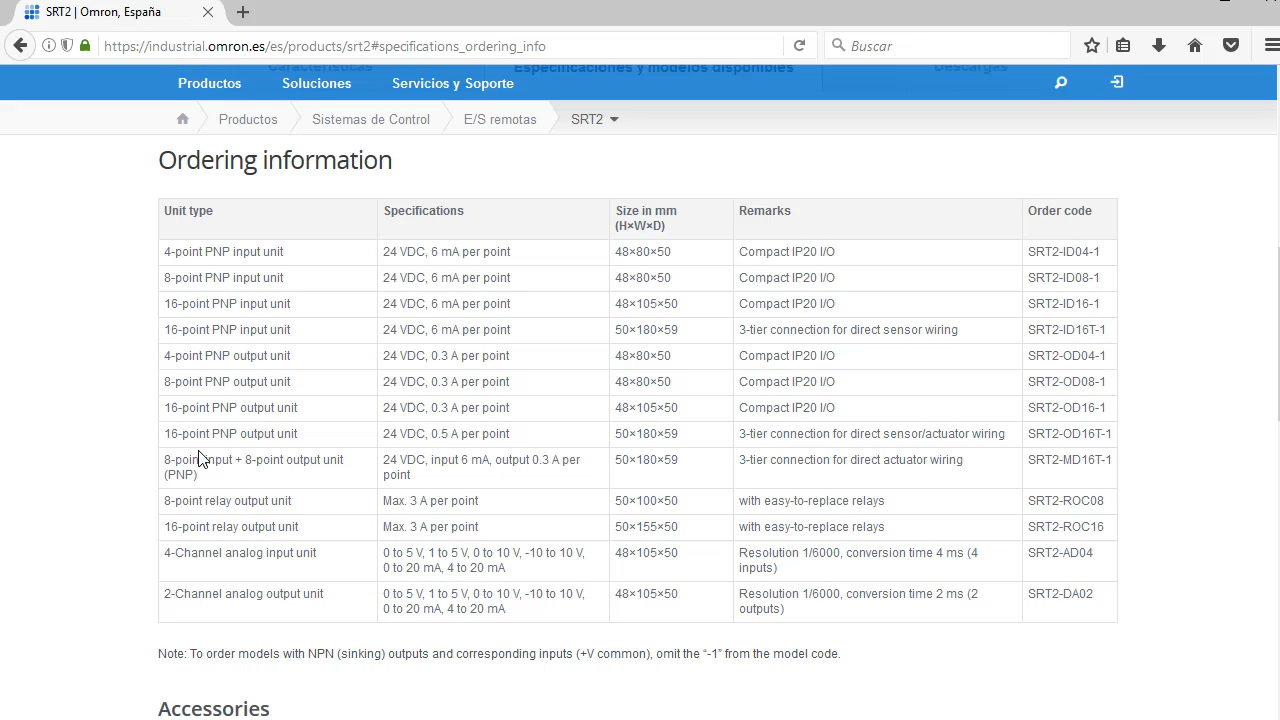 SRT2 | Omron, España
https://industrial.omron.es/es/products/srt2#specifications_ordering_info
Buscar
Características Especificaciones y modelos disponibles Descargas
Productos Soluciones Servicios y Soporte
Productos Sistemas de Control E/S remotas SRT2
Ordering information
Unit type Specifications Size in mm Remarks Order code
(H×W×D)
4-point PNP input unit 24 VDC, 6 mA per point 48×80×50 Compact IP20 I/O SRT2-ID04-1
8-point PNP input unit 24 VDC, 6 mA per point 48×80×50 Compact IP20 I/O SRT2-ID08-1
16-point PNP input unit 24 VDC, 6 mA per point 48×105×50 Compact IP20 I/O SRT2-ID16-1
16-point PNP input unit 24 VDC, 6 mA per point 50×180×59 3-tier connection for direct sensor wiring SRT2-ID16T-1
4-point PNP output unit 24 VDC, 0.3 A per point 48×80×50 Compact IP20 I/O SRT2-OD04-1
8-point PNP output unit 24 VDC, 0.3 A per point 48×80×50 Compact IP20 I/O SRT2-OD08-1
16-point PNP output unit 24 VDC, 0.3 A per point 48×105×50 Compact IP20 I/O SRT2-OD16-1
16-point PNP output unit 24 VDC, 0.5 A per point 50×180×59 3-tier connection for direct sensor/actuator wiring SRT2-OD16T-1
8-point input + 8-point output unit 24 VDC, input 6 mA, output 0.3 A per 50×180×59 3-tier connection for direct actuator wiring SRT2-MD16T-1
(PNP) point
8-point relay output unit Max. 3 A per point 50×100×50 with easy-to-replace relays SRT2-ROC08
16-point relay output unit Max. 3 A per point 50×155×50 with easy-to-replace relays SRT2-ROC16
4-Channel analog input unit 0 to 5 V, 1 to 5 V, 0 to 10 V, -10 to 10 V, 48×105×50 Resolution 1/6000, conversion time 4 ms (4 SRT2-AD04
0 to 20 mA, 4 to 20 mA inputs)
2-Channel analog output unit 0 to 5 V, 1 to 5 V, 0 to 10 V, -10 to 10 V, 48×105×50 Resolution 1/6000, conversion time 2 ms (2 SRT2-DA02
0 to 20 mA, 4 to 20 mA outputs)
Note: To order models with NPN (sinking) outputs and corresponding inputs (+V common), omit the “-1” from the model code.
Accessories